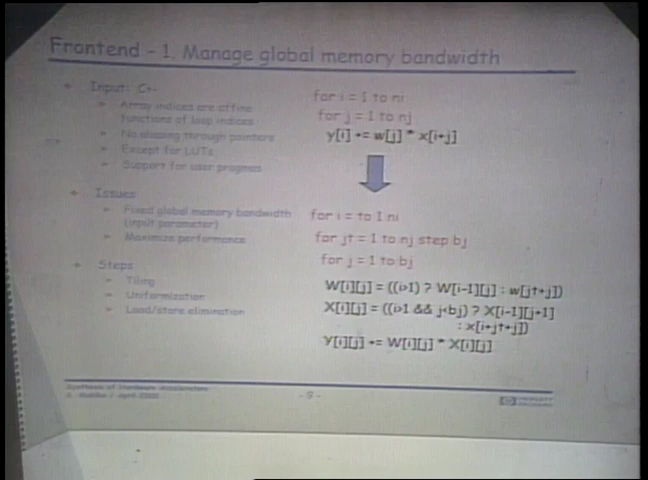 Frontend - 1. Manage global memory bandwidth
Input: C
Array indices are affine
functions of loop indices
No aliasing through pointers
Except for LUTs
Support for user pragmas
Issues
Fixed global memory bandwidth
(input parameter)
Maximize performance
Steps
Tiling
Uniformization
Load/store elimination
for i = 1 to ni
for j = 1 to nj
y[i] += w[j] * x[i+j]
for i = to 1 ni
for jt = 1 to nj step bj
for j = 1 to bj
W[i][j] = ((i>1) ? W[i-1][j] : w[jt+j])
X[i][j] = ((i>1 && j<bj) ? X[i-1][j+1]
: x[i+jt+j])
Y[i][j] += W[i][j] * X[i][j]
Synthesis of hardware accelerators
/ April 2000
- 9 -